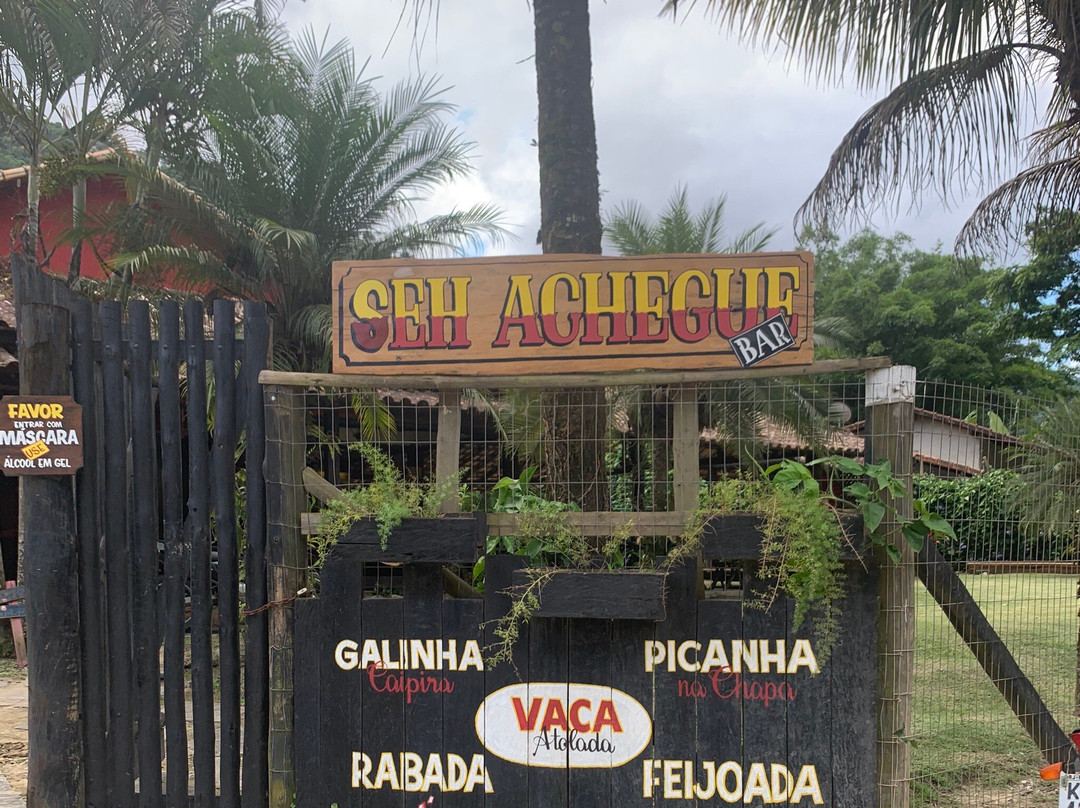 SEH ACHEGUE
BAR
FAVOR
ENTRAR COM
MÁSCARA
USE
ÁLCOOL EM GEL
GALINHA
Caipira
PICANHA
na Chapa
VACA
Atolada
RABADA
FEIJOADA
K